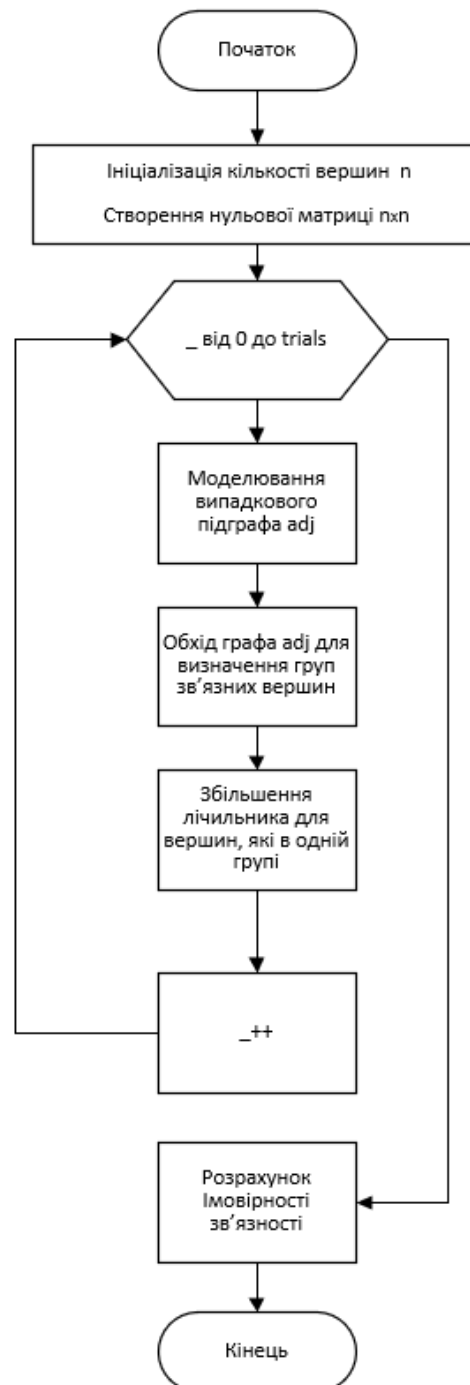 Початок
Ініціалізація кількості вершин n
Створення нульової матриці nxn
_ від 0 до trials
Моделювання
випадкового
підграфа adj
Обхід графа adj для
визначення груп
зв’язних вершин
Збільшення
лічильника для
вершин, які в одній
групі
_++
Розрахунок
Імовірності
зв’язності
Кінець